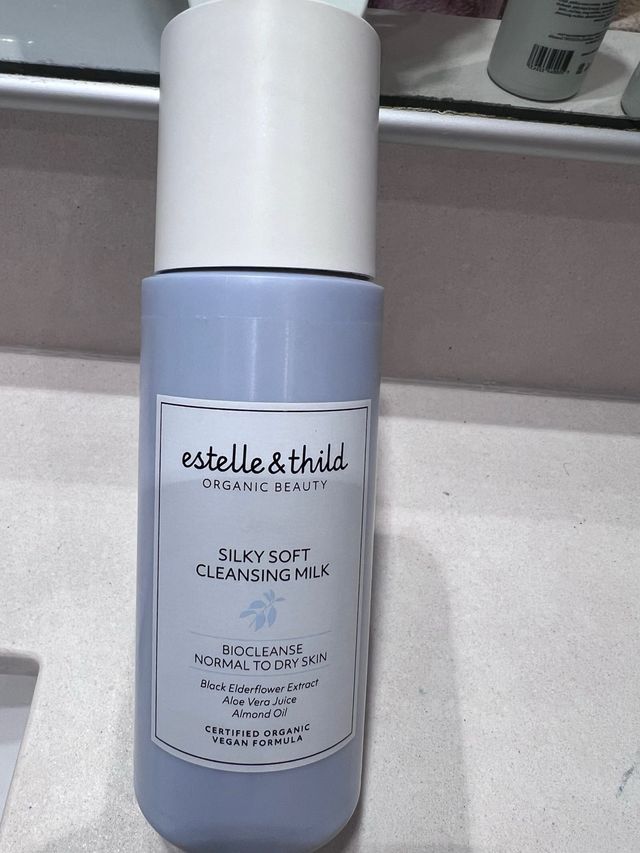 estelle & thild
ORGANIC BEAUTY
SILKY SOFT
CLEANSING MILK
BIOCLEANSE
NORMAL TO DRY SKIN
Black Elderflower Extract
Aloe Vera Juice
Almond Oil
CERTIFIED ORGANIC
VEGAN FORMULA